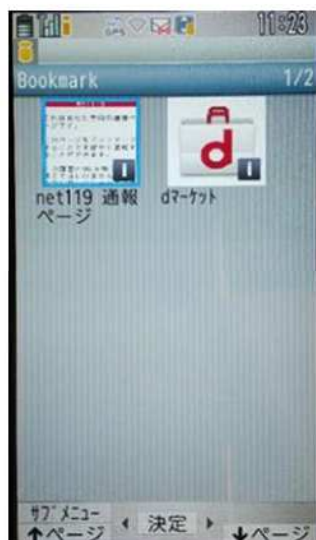 11:23
Bookmark 1/2
d
net119 通報
ページ
dマーケット
サブメニュー
決定
↑ページ
↓ページ